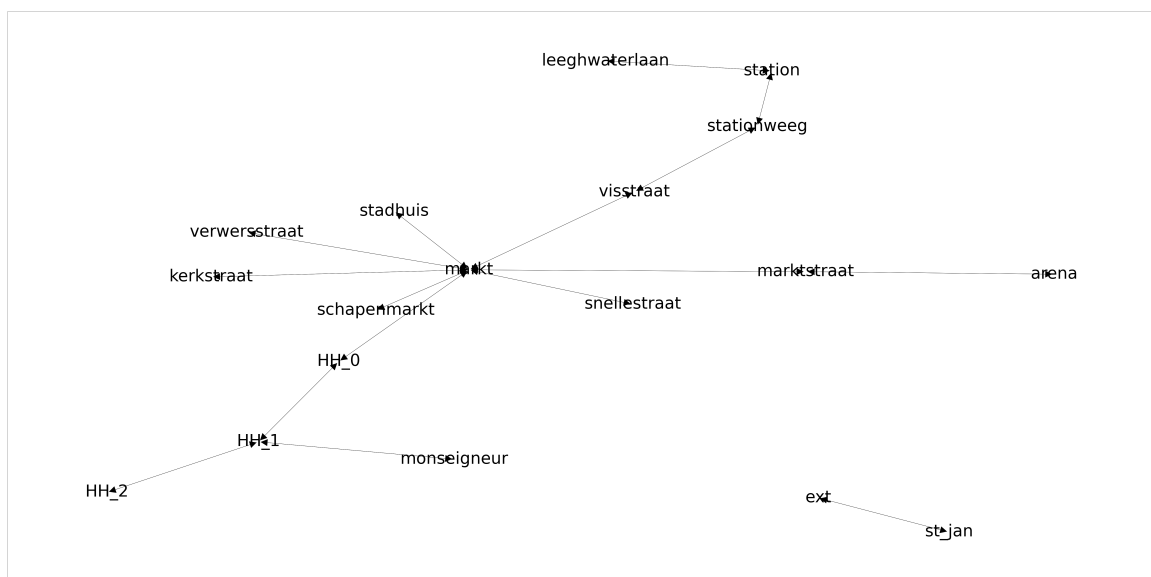 leeghwaterlaan
station
stationweeg
visstraat
stadhuis
verwersstraat
markt
kerkstraat
marktstraat
arena
schapenmarkt
snellestraat
HH_0
HH_1
monseigneur
HH_2
ext
st_jan